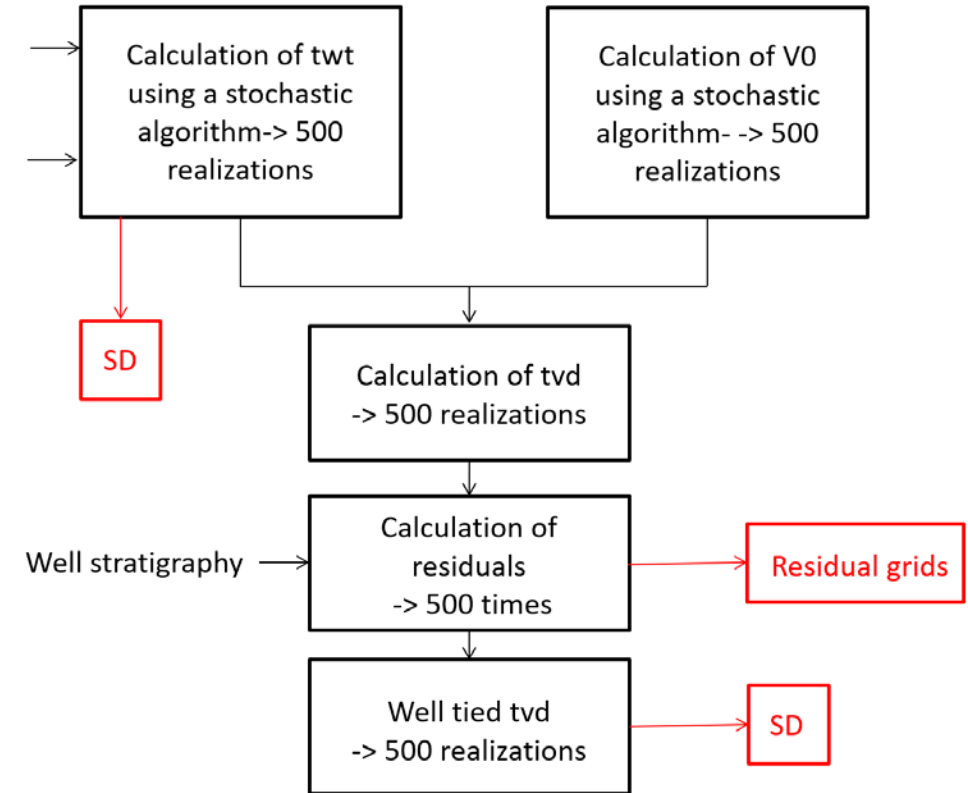 Calculation of twt
using a stochastic
algorithm-> 500
realizations
Calculation of V0
using a stochastic
algorithm- -> 500
realizations
SD
Calculation of tvd
-> 500 realizations
Calculation of
residuals
-> 500 times
Well stratigraphy
Residual grids
Well tied tvd
-> 500 realizations
SD